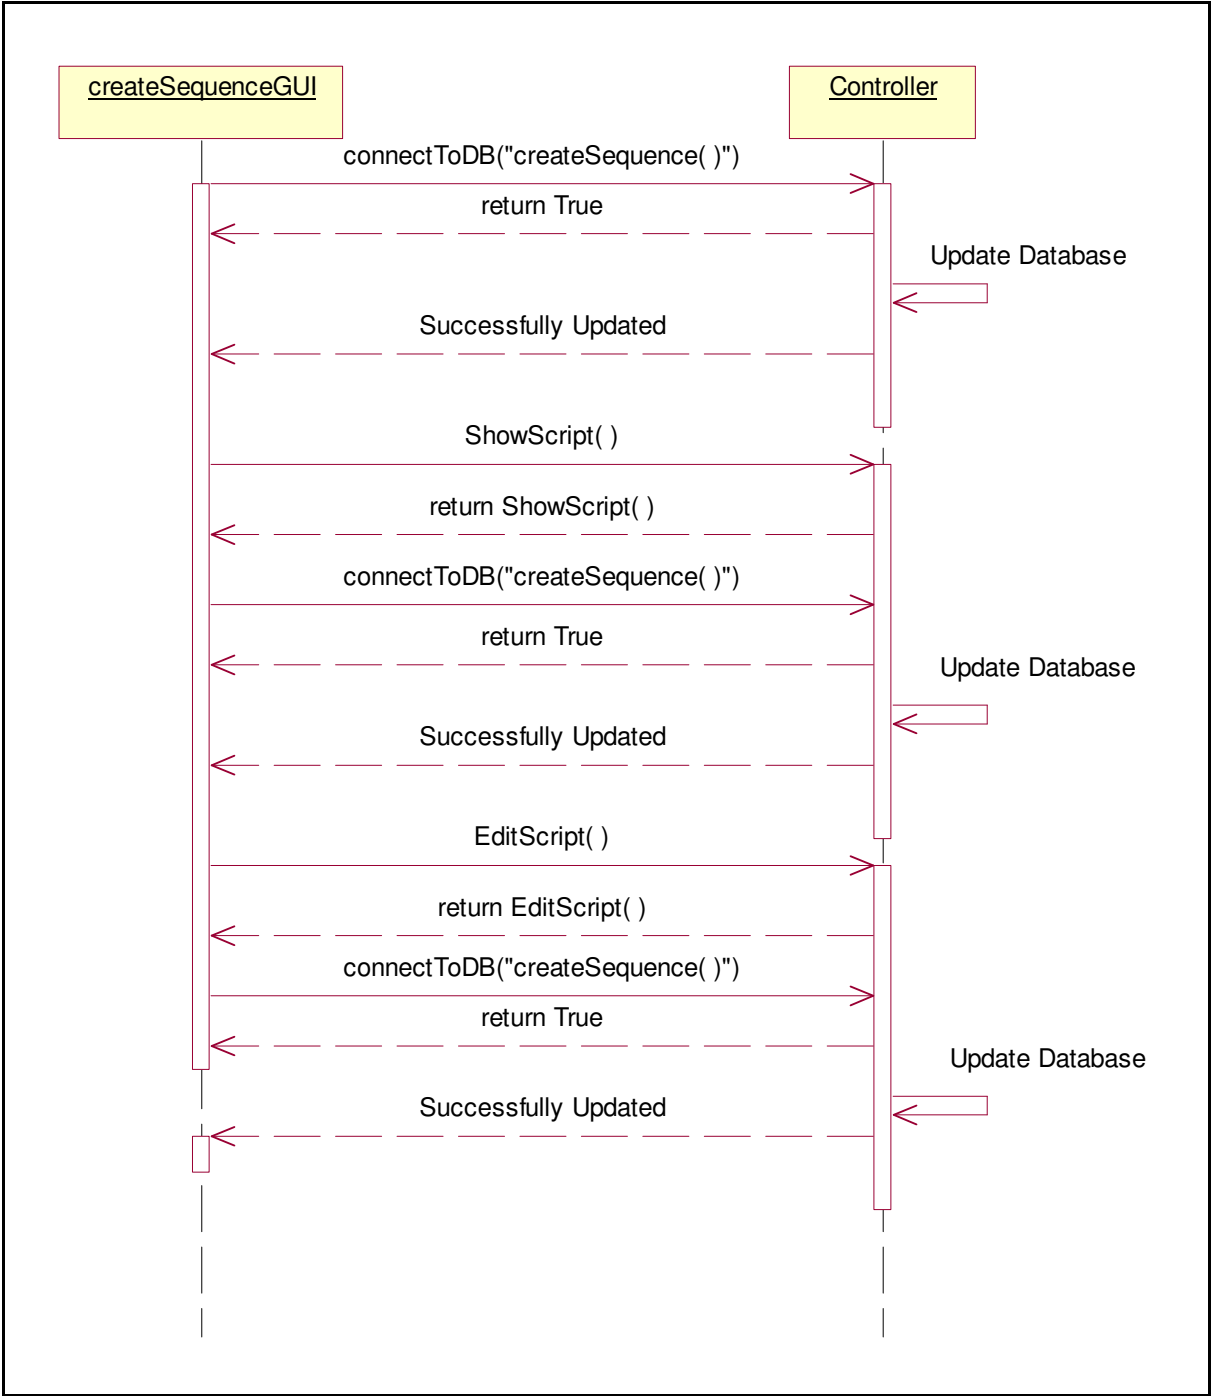 createSequenceGUI
Controller
connectToDB("createSequence( )")
return True
Update Database
Successfully Updated
ShowScript( )
return ShowScript( )
connectToDB("createSequence( )")
return True
Update Database
Successfully Updated
EditScript( )
return EditScript( )
connectToDB("createSequence( )")
return True
Update Database
Successfully Updated